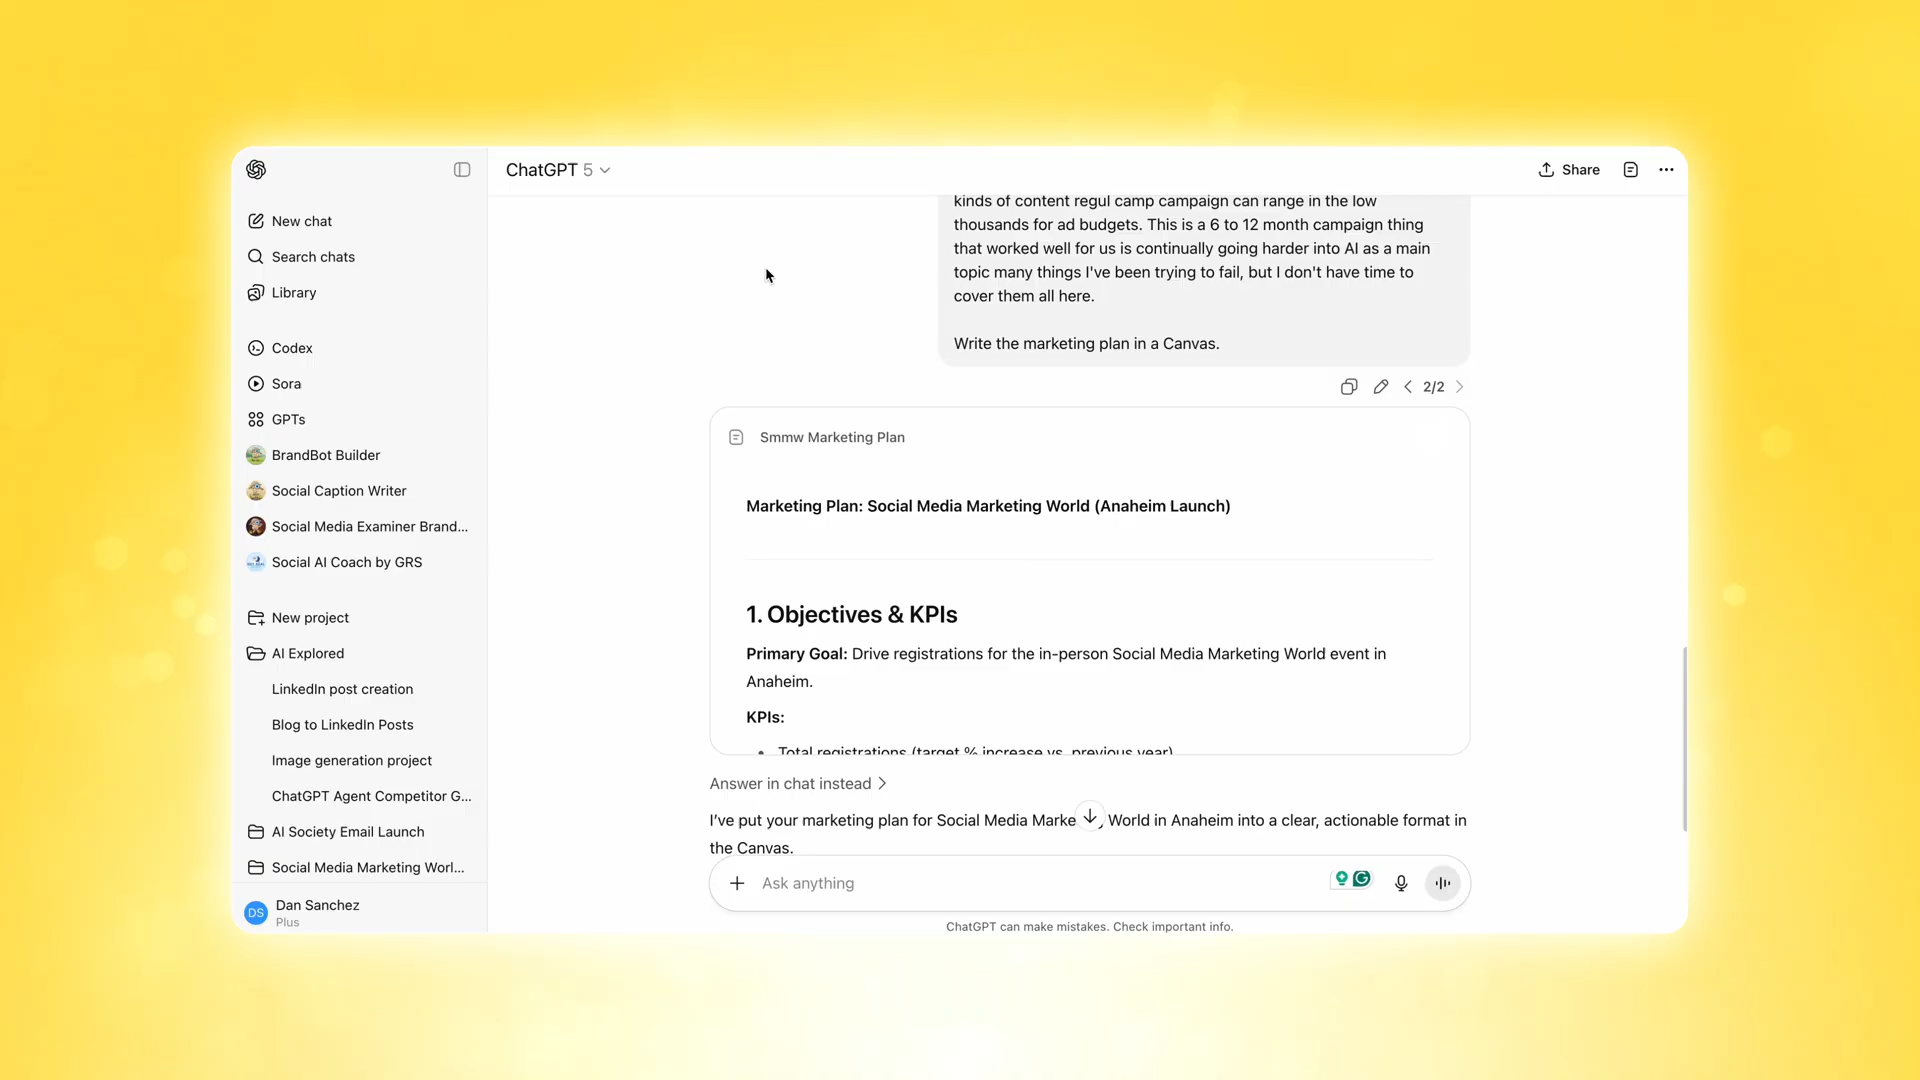 ChatGPT 5
Share
New chat
Search chats
Library
Codex
Sora
GPTs
BrandBot Builder
Social Caption Writer
Social Media Examiner Brand...
Social AI Coach by GRS
New project
AI Explored
LinkedIn post creation
Blog to LinkedIn Posts
Image generation project
ChatGPT Agent Competitor G...
AI Society Email Launch
Social Media Marketing Worl...
DS
Dan Sanchez
Plus
kinds of content regul camp campaign can range in the low
thousands for ad budgets. This is a 6 to 12 month campaign thing
that worked well for us is continually going harder into AI as a main
topic many things I've been trying to fail, but I don't have time to
cover them all here.
Write the marketing plan in a Canvas.
2/2
Smmw Marketing Plan
Marketing Plan: Social Media Marketing World (Anaheim Launch)
1. Objectives & KPIs
Primary Goal: Drive registrations for the in-person Social Media Marketing World event in
Anaheim.
KPIs:
• Total registrations (target % increase vs. previous year)
Answer in chat instead
I've put your marketing plan for Social Media Marke World in Anaheim into a clear, actionable format in
the Canvas.
Ask anything
ChatGPT can make mistakes. Check important info.